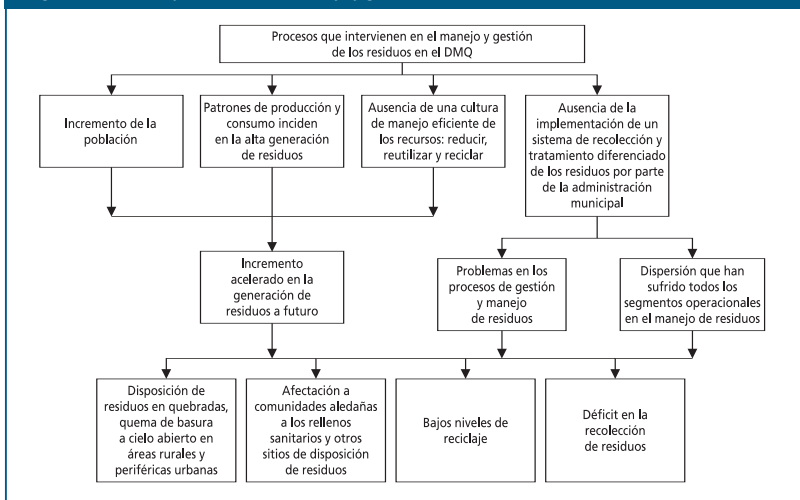 Procesos que intervienen en el manejo y gestión
de los residuos en el DMQ
Incremento de la
población
Patrones de producción y
consumo inciden
en la alta generación
de residuos
Ausencia de una cultura
de manejo eficiente de
los recursos: reducir,
reutilizar y reciclar
Ausencia de la
implementación de un
sistema de recolección y
tratamiento diferenciado
de los residuos por parte
de la administración
municipal
Incremento
acelerado en la
generación de
residuos a futuro
Problemas en los
procesos de gestión
y manejo
de residuos
Dispersión que han
sufrido todos los
segmentos operacionales
en el manejo de residuos
Disposición de
residuos en quebradas,
quema de basura
a cielo abierto en
áreas rurales y
periféricas urbanas
Afectación a
comunidades aledañas
a los rellenos
sanitarios y otros
sitios de disposición
de residuos
Bajos niveles de
reciclaje
Déficit en la
recolección
de residuos